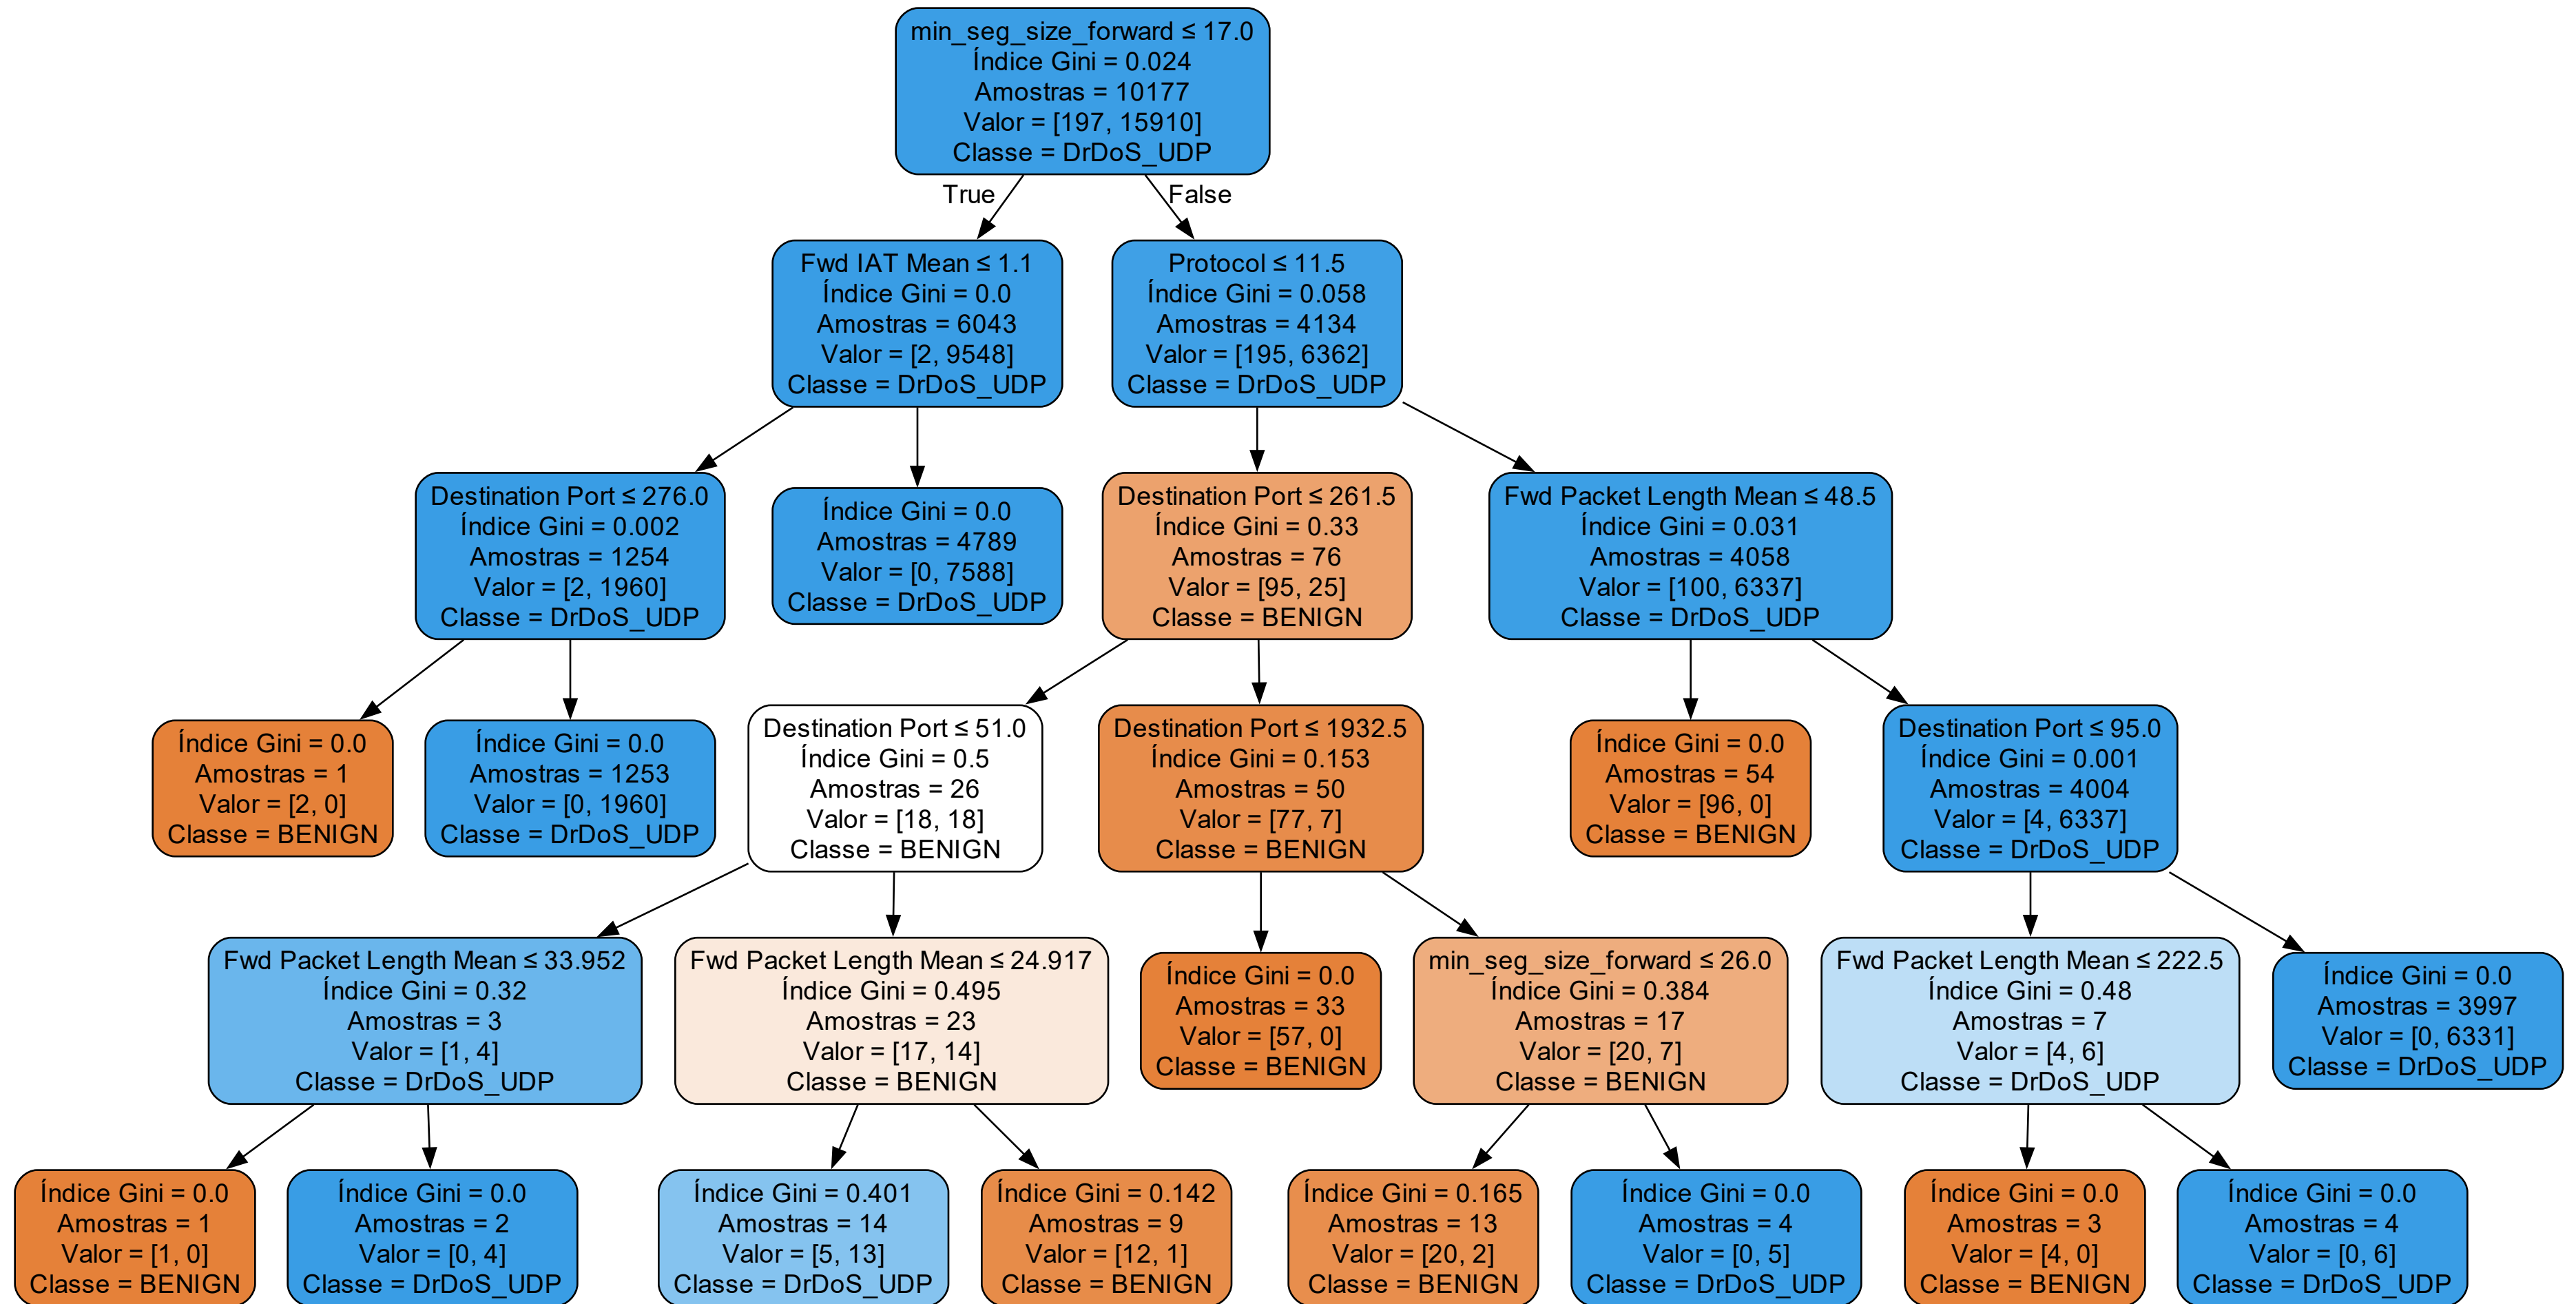 min_seg_size_forward ≤ 17.0
Índice Gini = 0.024
Amostras = 10177
Valor = [197, 15910]
Classe = DrDoS_UDP
True
False
Fwd IAT Mean ≤ 1.1
Índice Gini = 0.0
Amostras = 6043
Valor = [2, 9548]
Classe = DrDoS_UDP
Protocol ≤ 11.5
Índice Gini = 0.058
Amostras = 4134
Valor = [195, 6362]
Classe = DrDoS_UDP
Destination Port ≤ 276.0
Índice Gini = 0.002
Amostras = 1254
Valor = [2, 1960]
Classe = DrDoS_UDP
Índice Gini = 0.0
Amostras = 4789
Valor = [0, 7588]
Classe = DrDoS_UDP
Destination Port ≤ 261.5
Índice Gini = 0.33
Amostras = 76
Valor = [95, 25]
Classe = BENIGN
Fwd Packet Length Mean ≤ 48.5
Índice Gini = 0.031
Amostras = 4058
Valor = [100, 6337]
Classe = DrDoS_UDP
Índice Gini = 0.0
Amostras = 1
Valor = [2, 0]
Classe = BENIGN
Índice Gini = 0.0
Amostras = 1253
Valor = [0, 1960]
Classe = DrDoS_UDP
Destination Port ≤ 51.0
Índice Gini = 0.5
Amostras = 26
Valor = [18, 18]
Classe = BENIGN
Destination Port ≤ 1932.5
Índice Gini = 0.153
Amostras = 50
Valor = [77, 7]
Classe = BENIGN
Índice Gini = 0.0
Amostras = 54
Valor = [96, 0]
Classe = BENIGN
Destination Port ≤ 95.0
Índice Gini = 0.001
Amostras = 4004
Valor = [4, 6337]
Classe = DrDoS_UDP
Fwd Packet Length Mean ≤ 33.952
Índice Gini = 0.32
Amostras = 3
Valor = [1, 4]
Classe = DrDoS_UDP
Fwd Packet Length Mean ≤ 24.917
Índice Gini = 0.495
Amostras = 23
Valor = [17, 14]
Classe = BENIGN
Índice Gini = 0.0
Amostras = 33
Valor = [57, 0]
Classe = BENIGN
min_seg_size_forward ≤ 26.0
Índice Gini = 0.384
Amostras = 17
Valor = [20, 7]
Classe = BENIGN
Fwd Packet Length Mean ≤ 222.5
Índice Gini = 0.48
Amostras = 7
Valor = [4, 6]
Classe = DrDoS_UDP
Índice Gini = 0.0
Amostras = 3997
Valor = [0, 6331]
Classe = DrDoS_UDP
Índice Gini = 0.0
Amostras = 1
Valor = [1, 0]
Classe = BENIGN
Índice Gini = 0.0
Amostras = 2
Valor = [0, 4]
Classe = DrDoS_UDP
Índice Gini = 0.401
Amostras = 14
Valor = [5, 13]
Classe = DrDoS_UDP
Índice Gini = 0.142
Amostras = 9
Valor = [12, 1]
Classe = BENIGN
Índice Gini = 0.165
Amostras = 13
Valor = [20, 2]
Classe = BENIGN
Índice Gini = 0.0
Amostras = 4
Valor = [0, 5]
Classe = DrDoS_UDP
Índice Gini = 0.0
Amostras = 3
Valor = [4, 0]
Classe = BENIGN
Índice Gini = 0.0
Amostras = 4
Valor = [0, 6]
Classe = DrDoS_UDP